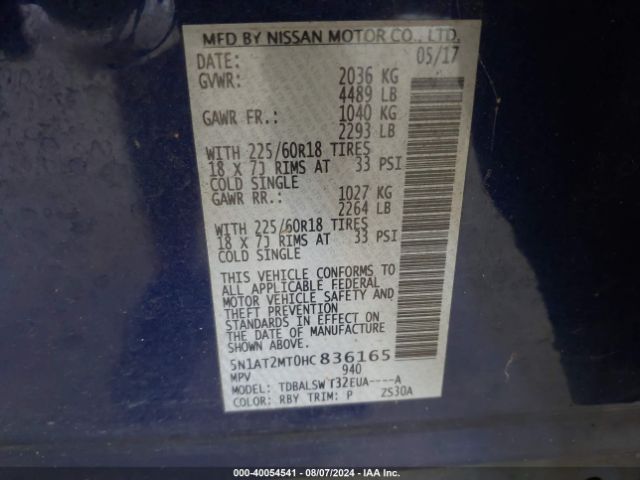 MFD BY NISSAN MOTOR CO., LTD.
DATE: 05/17
GVWR: 2036 KG
4489 LB
GAWR FR.: 1040 KG
2293 LB
WITH 225/60R18 TIRES
18 X 7J RIMS AT 33 PSI
COLD SINGLE
GAWR RR.: 1027 KG
2264 LB
WITH 225/60R18 TIRES
18 X 7J RIMS AT 33 PSI
COLD SINGLE
THIS VEHICLE CONFORMS TO
ALL APPLICABLE FEDERAL
MOTOR VEHICLE SAFETY AND
THEFT PREVENTION
STANDARDS IN EFFECT ON
THE DATE OF MANUFACTURE
SHOWN ABOVE.
5N1AT2MT0HC836165
MPV 940
MODEL: TDBALSWT32EUA----A
COLOR: RBY TRIM: P ZS30A
000-40054541 - 08/07/2024 - IAA Inc.